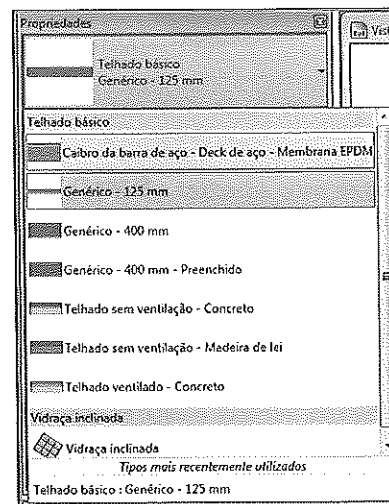 Propriedades
Vist
Telhado básico
Genérico - 125 mm
Telhado básico
Caibro da barra de aço - Deck de aço - Membrana EPDM
Genérico - 125 mm
Genérico - 400 mm
Genérico - 400 mm - Preenchido
Telhado sem ventilação - Concreto
Telhado sem ventilação - Madeira de lei
Telhado ventilado - Concreto
Vidraça inclinada
Vidraça inclinada
Tipos mais recentemente utilizados
Telhado básico : Genérico - 125 mm